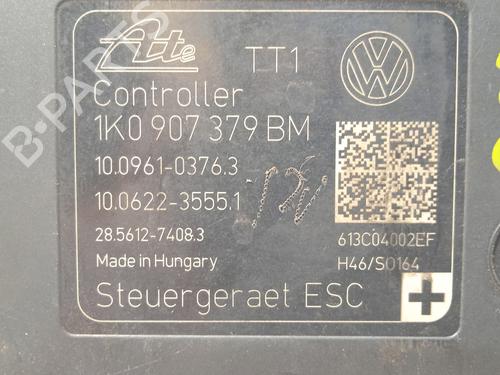 Ate TT1
Controller
1K0 907 379 BM
10.0961-0376.3
10.0622-3555.1
28.5612-7408.3
613C04002EF
Made in Hungary
H46/S0164
Steuergeraet ESC
B-PARTS